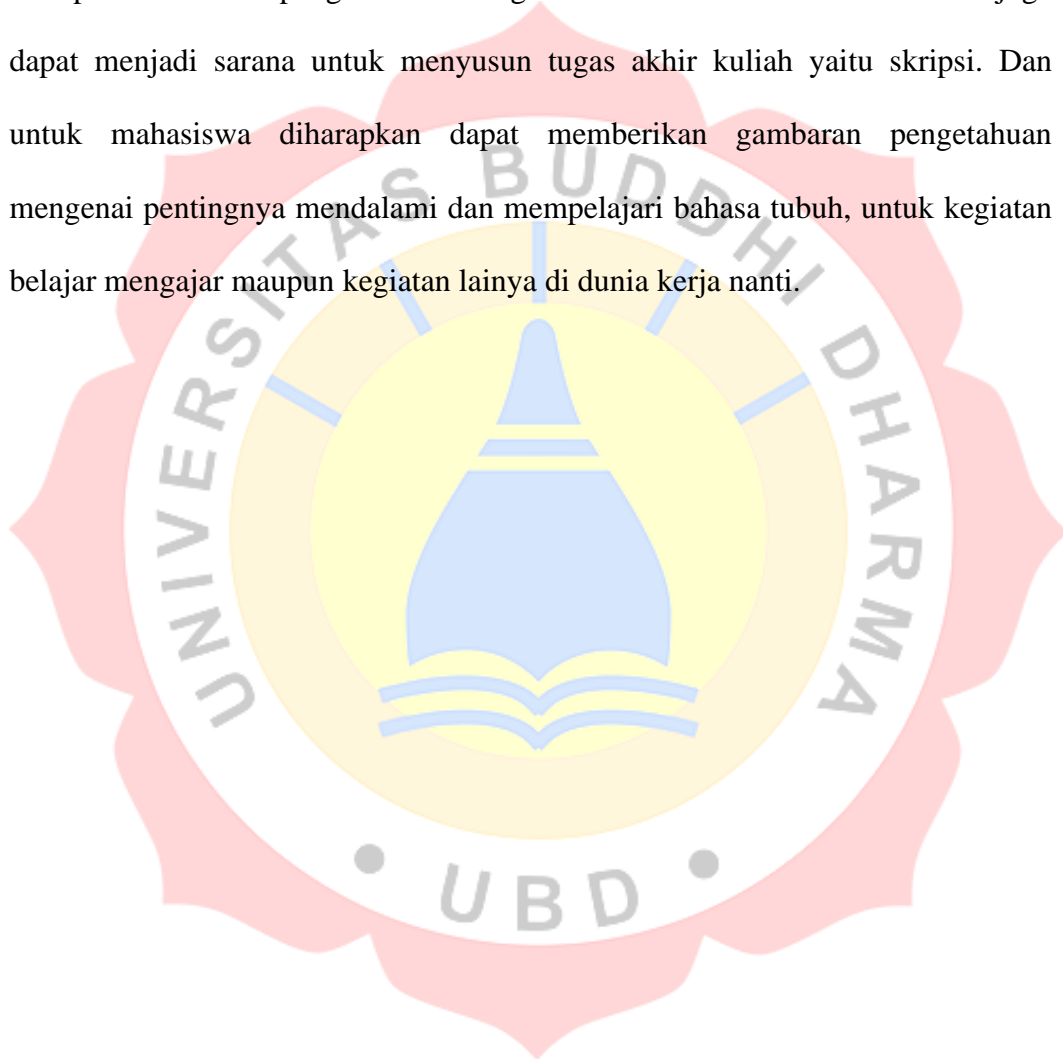 dapat menjadi sarana untuk menyusun tugas akhir kuliah yaitu skripsi. Dan
untuk mahasiswa diharapkan dapat memberikan gambaran pengetahuan
mengenai pentingnya mendalami dan mempelajari bahasa tubuh, untuk kegiatan
belajar mengajar maupun kegiatan lainya di dunia kerja nanti.
UNIVERSITAS BUDDHI DHARMA
• UBD •